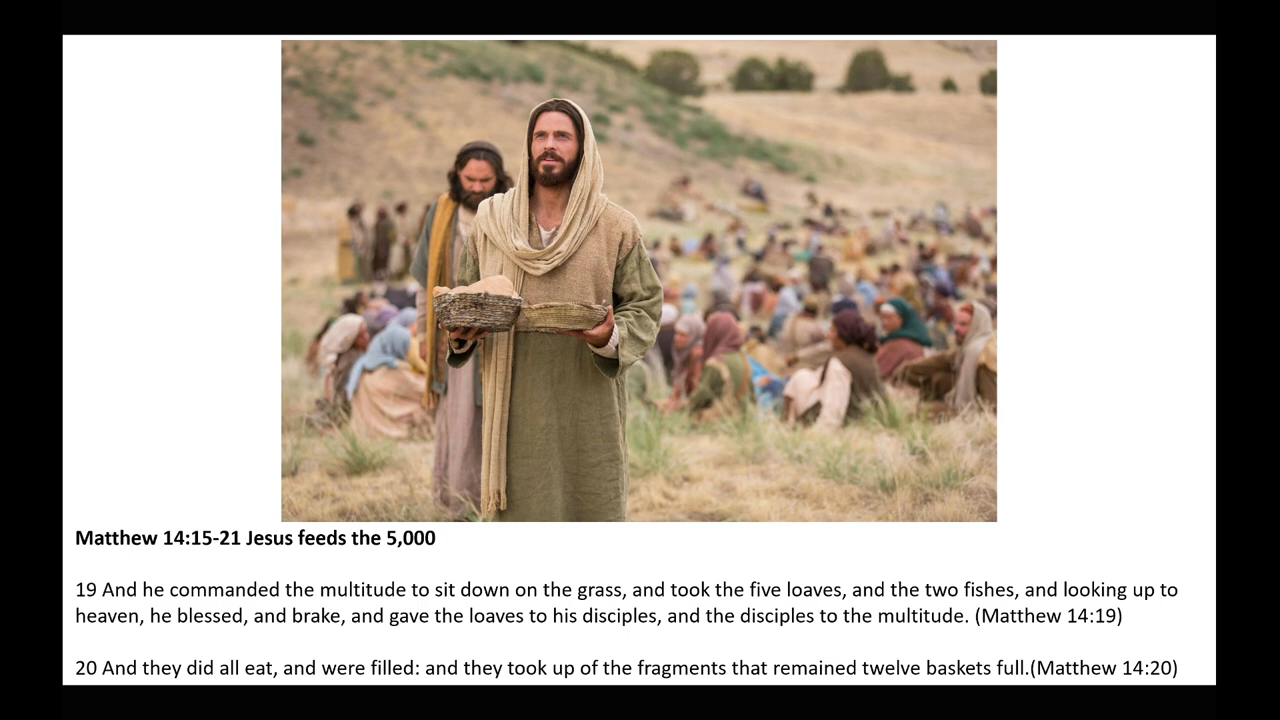 Matthew 14:15-21 Jesus feeds the 5,000
19 And he commanded the multitude to sit down on the grass, and took the five loaves, and the two fishes, and looking up to
heaven, he blessed, and brake, and gave the loaves to his disciples, and the disciples to the multitude. (Matthew 14:19)
20 And they did all eat, and were filled: and they took up of the fragments that remained twelve baskets full.(Matthew 14:20)